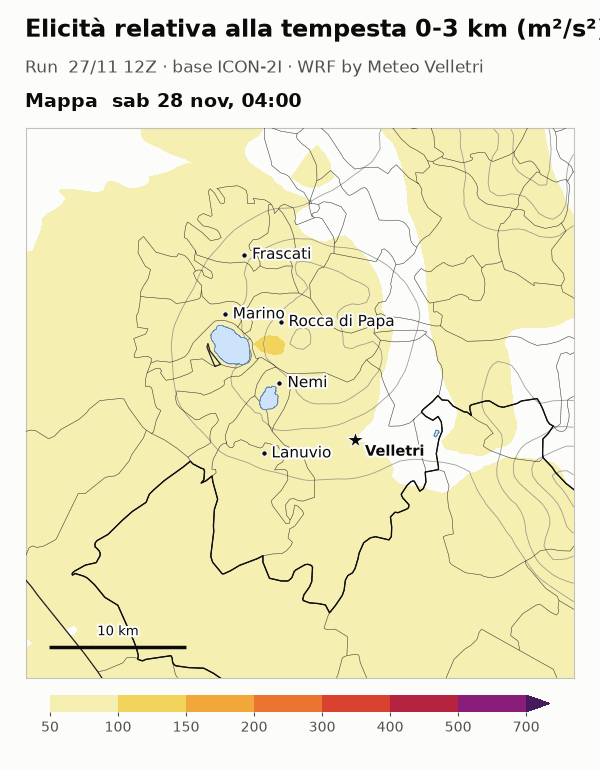 Elicità relativa alla tempesta 0-3 km (m²/s²)
Run  27/11 12Z · base ICON-2I · WRF by Meteo Velletri
Mappa  sab 28 nov, 04:00
Frascati
Marino
Rocca di Papa
Nemi
Velletri
Lanuvio
10 km
50 100 150 200 300 400 500 700